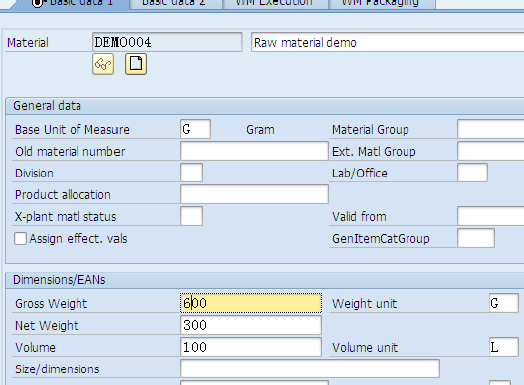 Basic data 1 Basic data 2 WM Execution WM Packaging
Material DEMO004 Raw material demo
General data
Base Unit of Measure G Gram Material Group
Old material number Ext. Matl Group
Division Lab/Office
Product allocation
X-plant matl status Valid from
Assign effect. vals GenItemCatGroup
Dimensions/EANs
Gross Weight 600 Weight unit G
Net Weight 300
Volume 100 Volume unit L
Size/dimensions